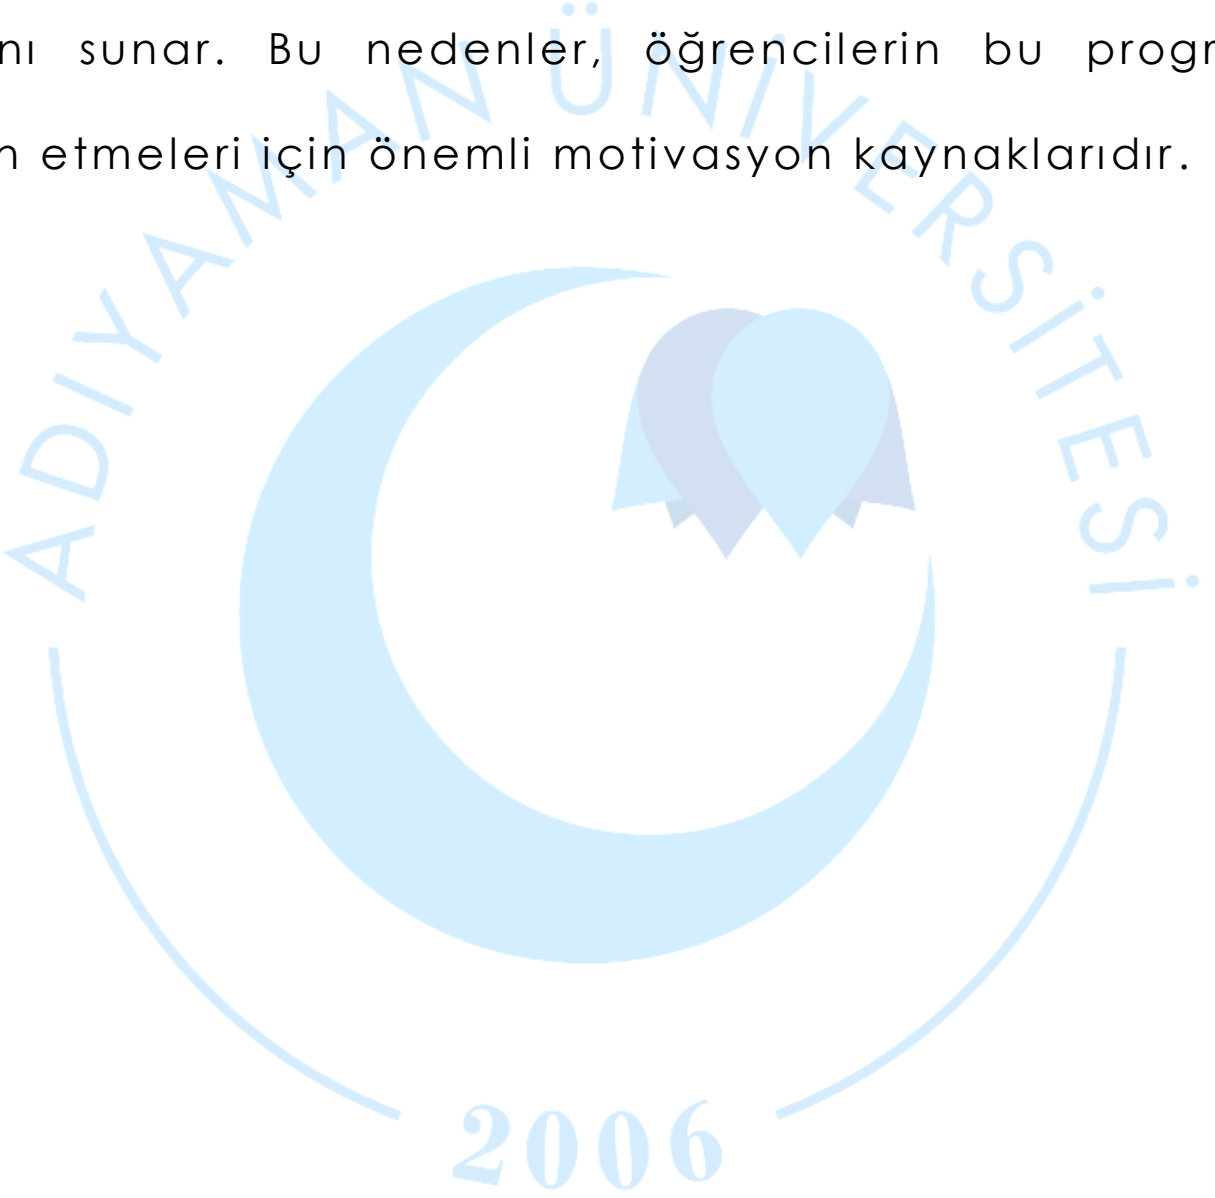 nı sunar. Bu nedenler, öğrencilerin bu progr
n etmeleri için önemli motivasyon kaynaklarıdır.
ADIYAMAN ÜNİVERSİTESİ
2006